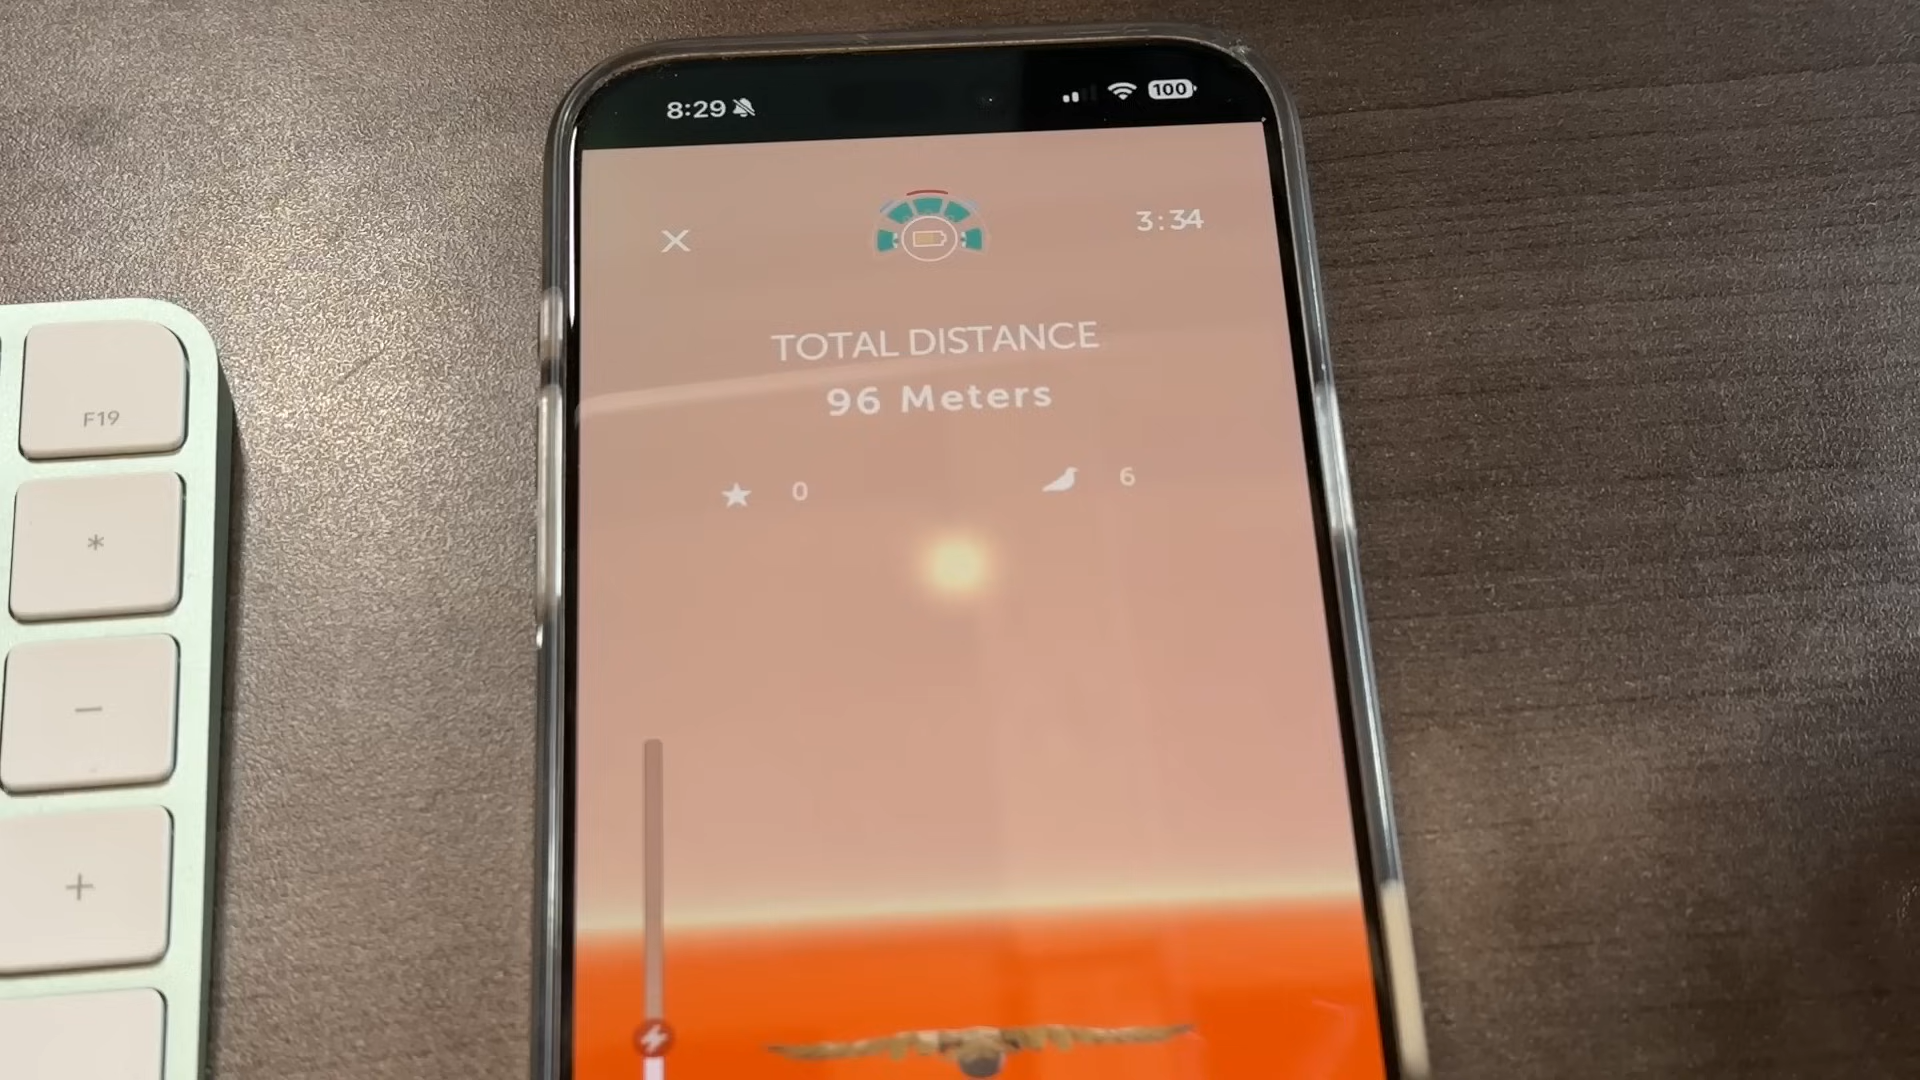 8:29
100
3:34
TOTAL DISTANCE
96 Meters
0
6
F19
*
-
+